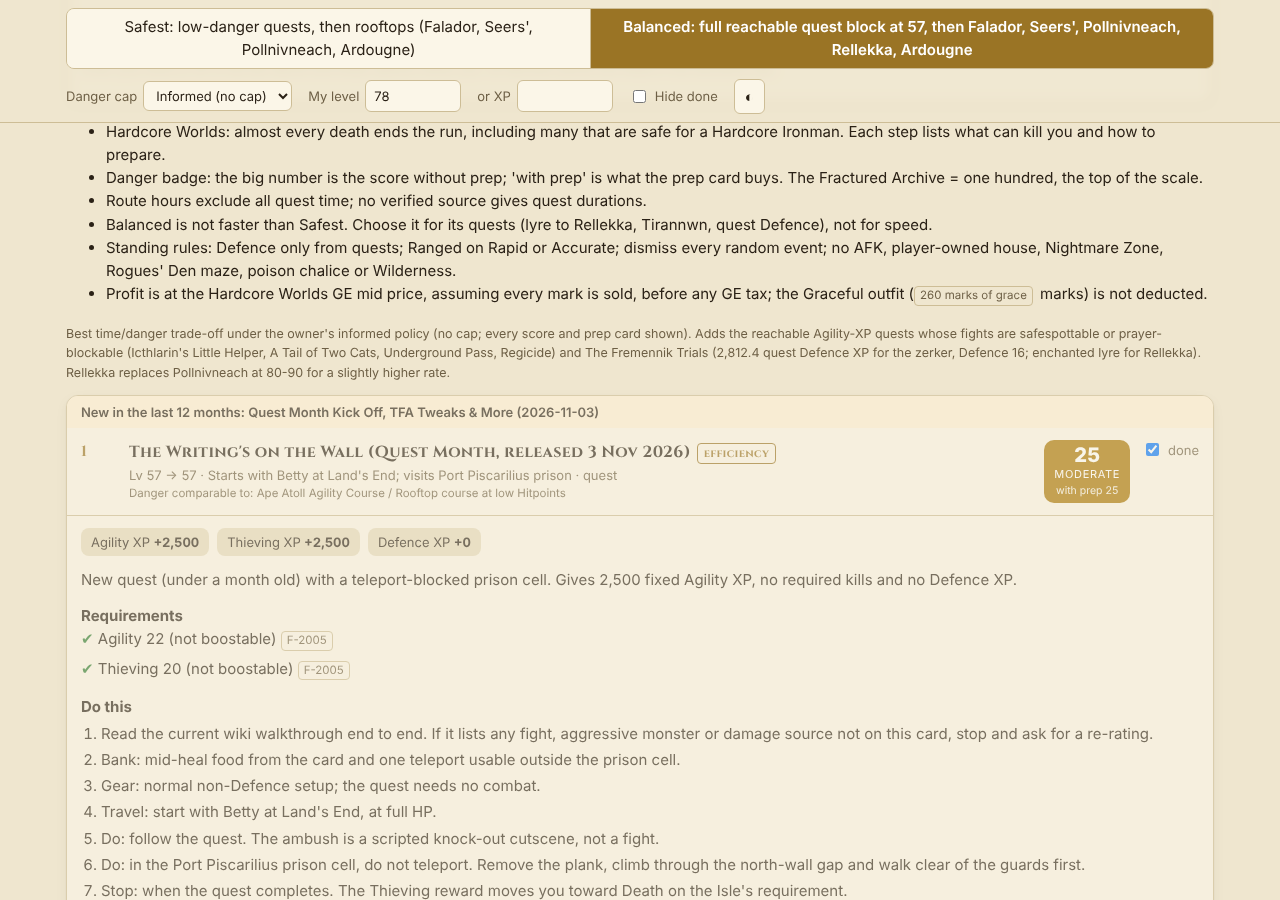 Safest: low-danger quests, then rooftops (Falador, Seers', Pollnivneach, Ardougne)
Balanced: full reachable quest block at 57, then Falador, Seers', Pollnivneach, Rellekka, Ardougne
Danger cap Informed (no cap) My level 78 or XP Hide done
Hardcore Worlds: almost every death ends the run, including many that are safe for a Hardcore Ironman. Each step lists what can kill you and how to
prepare.
Danger badge: the big number is the score without prep; 'with prep' is what the prep card buys. The Fractured Archive = one hundred, the top of the scale.
Route hours exclude all quest time; no verified source gives quest durations.
Balanced is not faster than Safest. Choose it for its quests (lyre to Rellekka, Tirannwn, quest Defence), not for speed.
Standing rules: Defence only from quests; Ranged on Rapid or Accurate; dismiss every random event; no AFK, player-owned house, Nightmare Zone,
Rogues' Den maze, poison chalice or Wilderness.
Profit is at the Hardcore Worlds GE mid price, assuming every mark is sold, before any GE tax; the Graceful outfit (260 marks of grace marks) is not deducted.
Best time/danger trade-off under the owner's informed policy (no cap; every score and prep card shown). Adds the reachable Agility-XP quests whose fights are safespottable or prayer-
blockable (Icthlarin's Little Helper, A Tail of Two Cats, Underground Pass, Regicide) and The Fremennik Trials (2,812.4 quest Defence XP for the zerker, Defence 16; enchanted lyre for Rellekka).
Rellekka replaces Pollnivneach at 80-90 for a slightly higher rate.
New in the last 12 months: Quest Month Kick Off, TFA Tweaks & More (2026-11-03)
1 The Writing's on the Wall (Quest Month, released 3 Nov 2026) EFFICIENCY
Lv 57 → 57 · Starts with Betty at Land's End; visits Port Piscarilius prison · quest
Danger comparable to: Ape Atoll Agility Course / Rooftop course at low Hitpoints
25
MODERATE
with prep 25
done
Agility XP +2,500 Thieving XP +2,500 Defence XP +0
New quest (under a month old) with a teleport-blocked prison cell. Gives 2,500 fixed Agility XP, no required kills and no Defence XP.
Requirements
✔ Agility 22 (not boostable) F-2005
✔ Thieving 20 (not boostable) F-2005
Do this
1. Read the current wiki walkthrough end to end. If it lists any fight, aggressive monster or damage source not on this card, stop and ask for a re-rating.
2. Bank: mid-heal food from the card and one teleport usable outside the prison cell.
3. Gear: normal non-Defence setup; the quest needs no combat.
4. Travel: start with Betty at Land's End, at full HP.
5. Do: follow the quest. The ambush is a scripted knock-out cutscene, not a fight.
6. Do: in the Port Piscarilius prison cell, do not teleport. Remove the plank, climb through the north-wall gap and walk clear of the guards first.
7. Stop: when the quest completes. The Thieving reward moves you toward Death on the Isle's requirement.